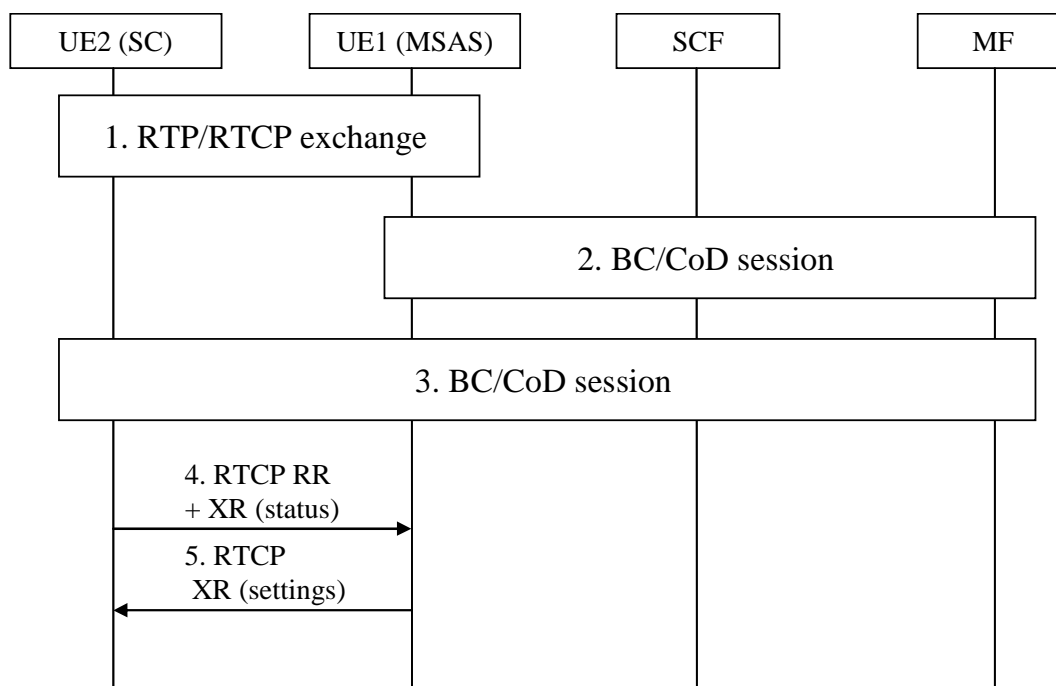 UE2 (SC)
UE1 (MSAS)
SCF
MF
1. RTP/RTCP exchange
2. BC/CoD session
3. BC/CoD session
4. RTCP RR
+ XR (status)
5. RTCP
XR (settings)